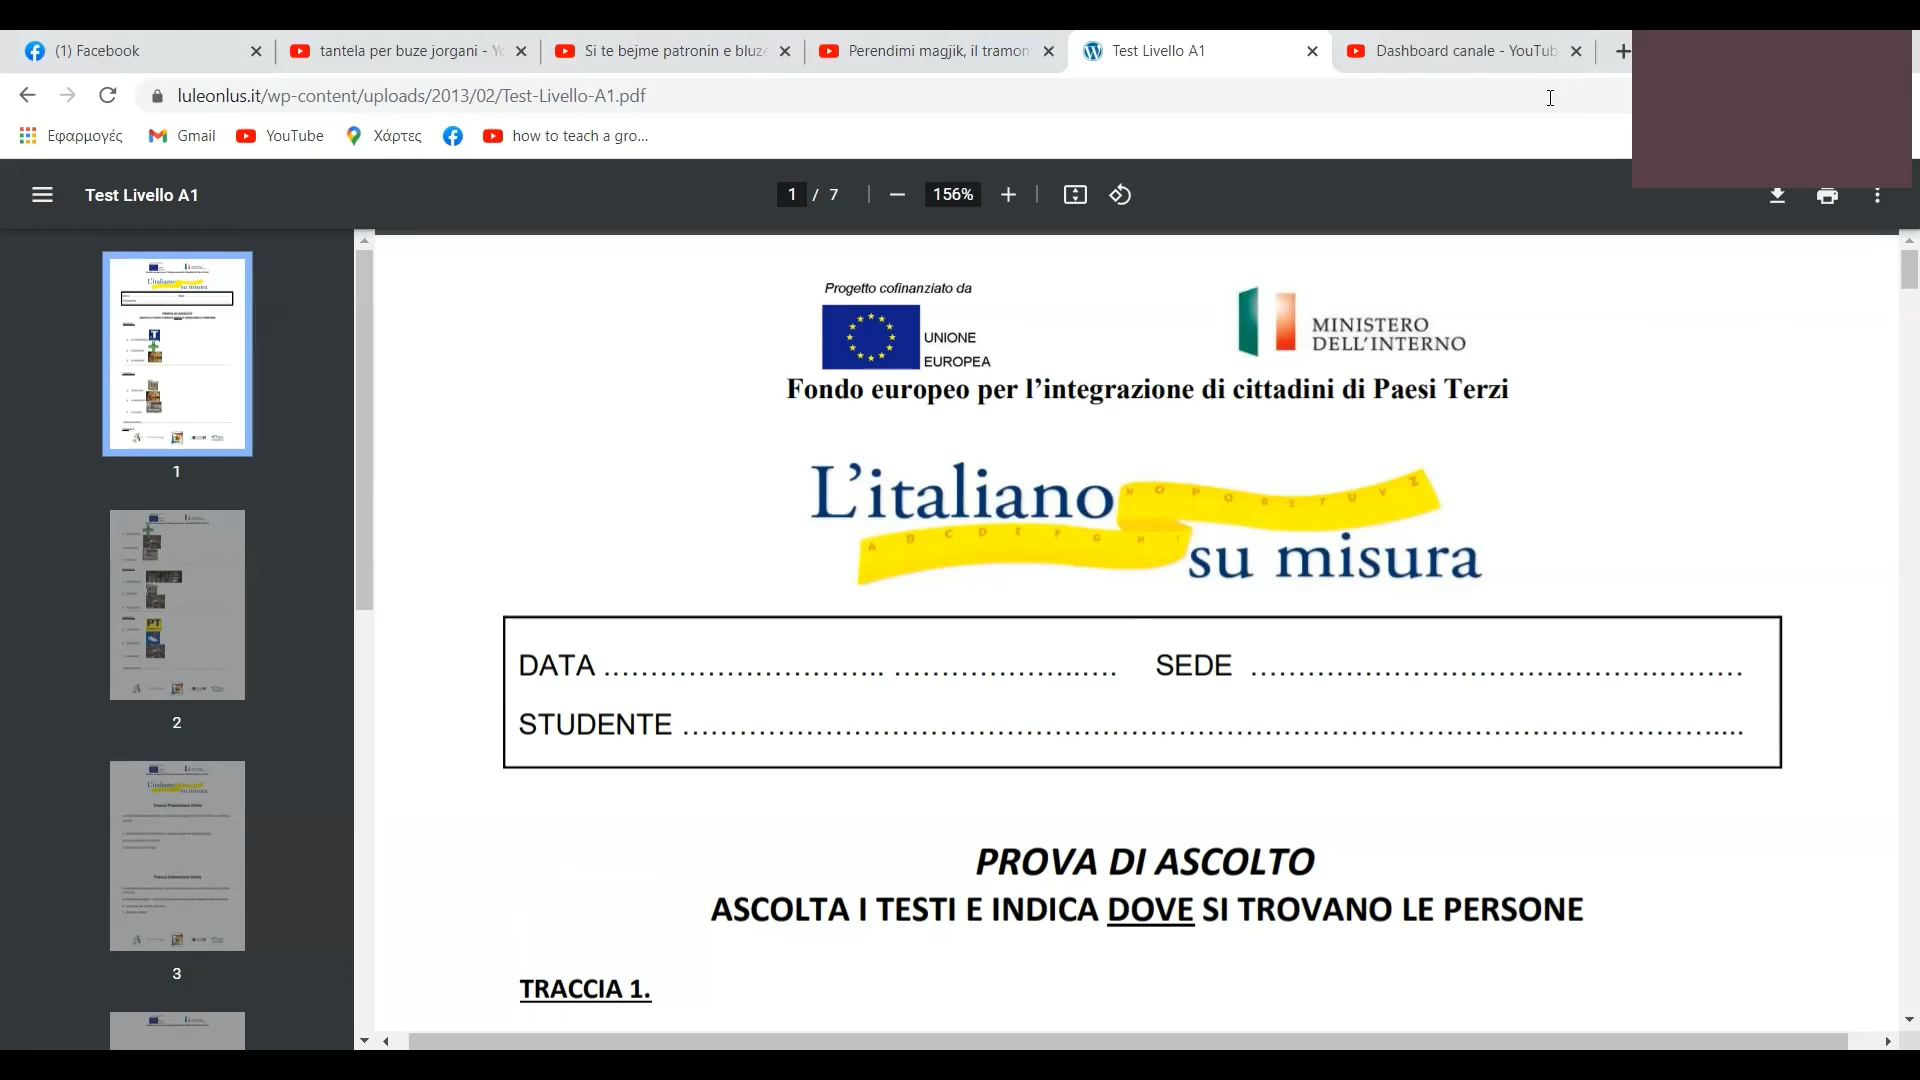 (1) Facebook
tantela per buze jorgani - Yo
Si te bejme patronin e bluze
Perendimi magjik, il tramon
Test Livello A1
Dashboard canale - YouTub
luleonlus.it/wp-content/uploads/2013/02/Test-Livello-A1.pdf
Εφαρμογές
Gmail
YouTube
Χάρτες
how to teach a gro...
Test Livello A1
1 / 7
156%
Progetto cofinanziato da
UNIONE
EUROPEA
MINISTERO
DELL'INTERNO
Fondo europeo per l'integrazione di cittadini di Paesi Terzi
L'italiano
N O P Q R S T U V Z
A B C D E F G H I
su misura
DATA ................................................ SEDE ................................................
STUDENTE ................................................................................................
PROVA DI ASCOLTO
ASCOLTA I TESTI E INDICA DOVE SI TROVANO LE PERSONE
TRACCIA 1.
1
2
3